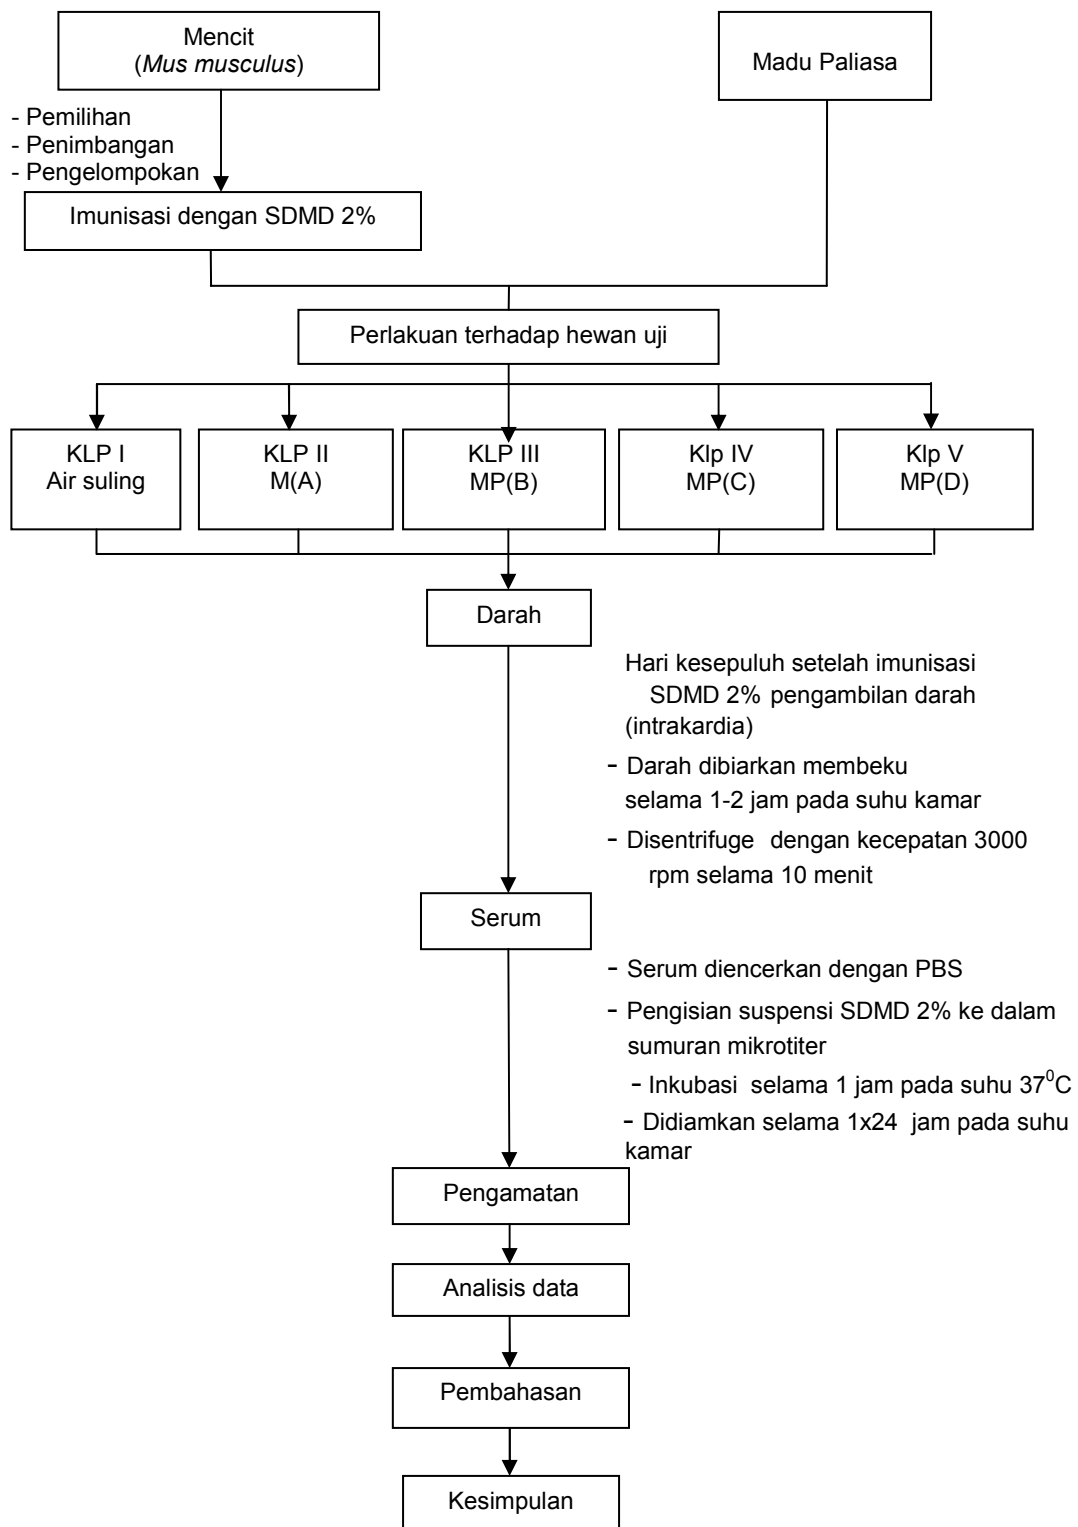 Mencit
(Mus musculus)
Madu Paliasa
- Pemilihan
- Penimbangan
- Pengelompokan
Imunisasi dengan SDMD 2%
Perlakuan terhadap hewan uji
KLP I
Air suling
KLP II
M(A)
KLP III
MP(B)
Klp IV
MP(C)
Klp V
MP(D)
Darah
Hari kesepuluh setelah imunisasi
SDMD 2% pengambilan darah
(intrakardia)
- Darah dibiarkan membeku
selama 1-2 jam pada suhu kamar
- Disentrifuge dengan kecepatan 3000
rpm selama 10 menit
Serum
- Serum diencerkan dengan PBS
- Pengisian suspensi SDMD 2% ke dalam
sumuran mikrotiter
- Inkubasi selama 1 jam pada suhu 37⁰C
- Didiamkan selama 1x24 jam pada suhu
kamar
Pengamatan
Analisis data
Pembahasan
Kesimpulan